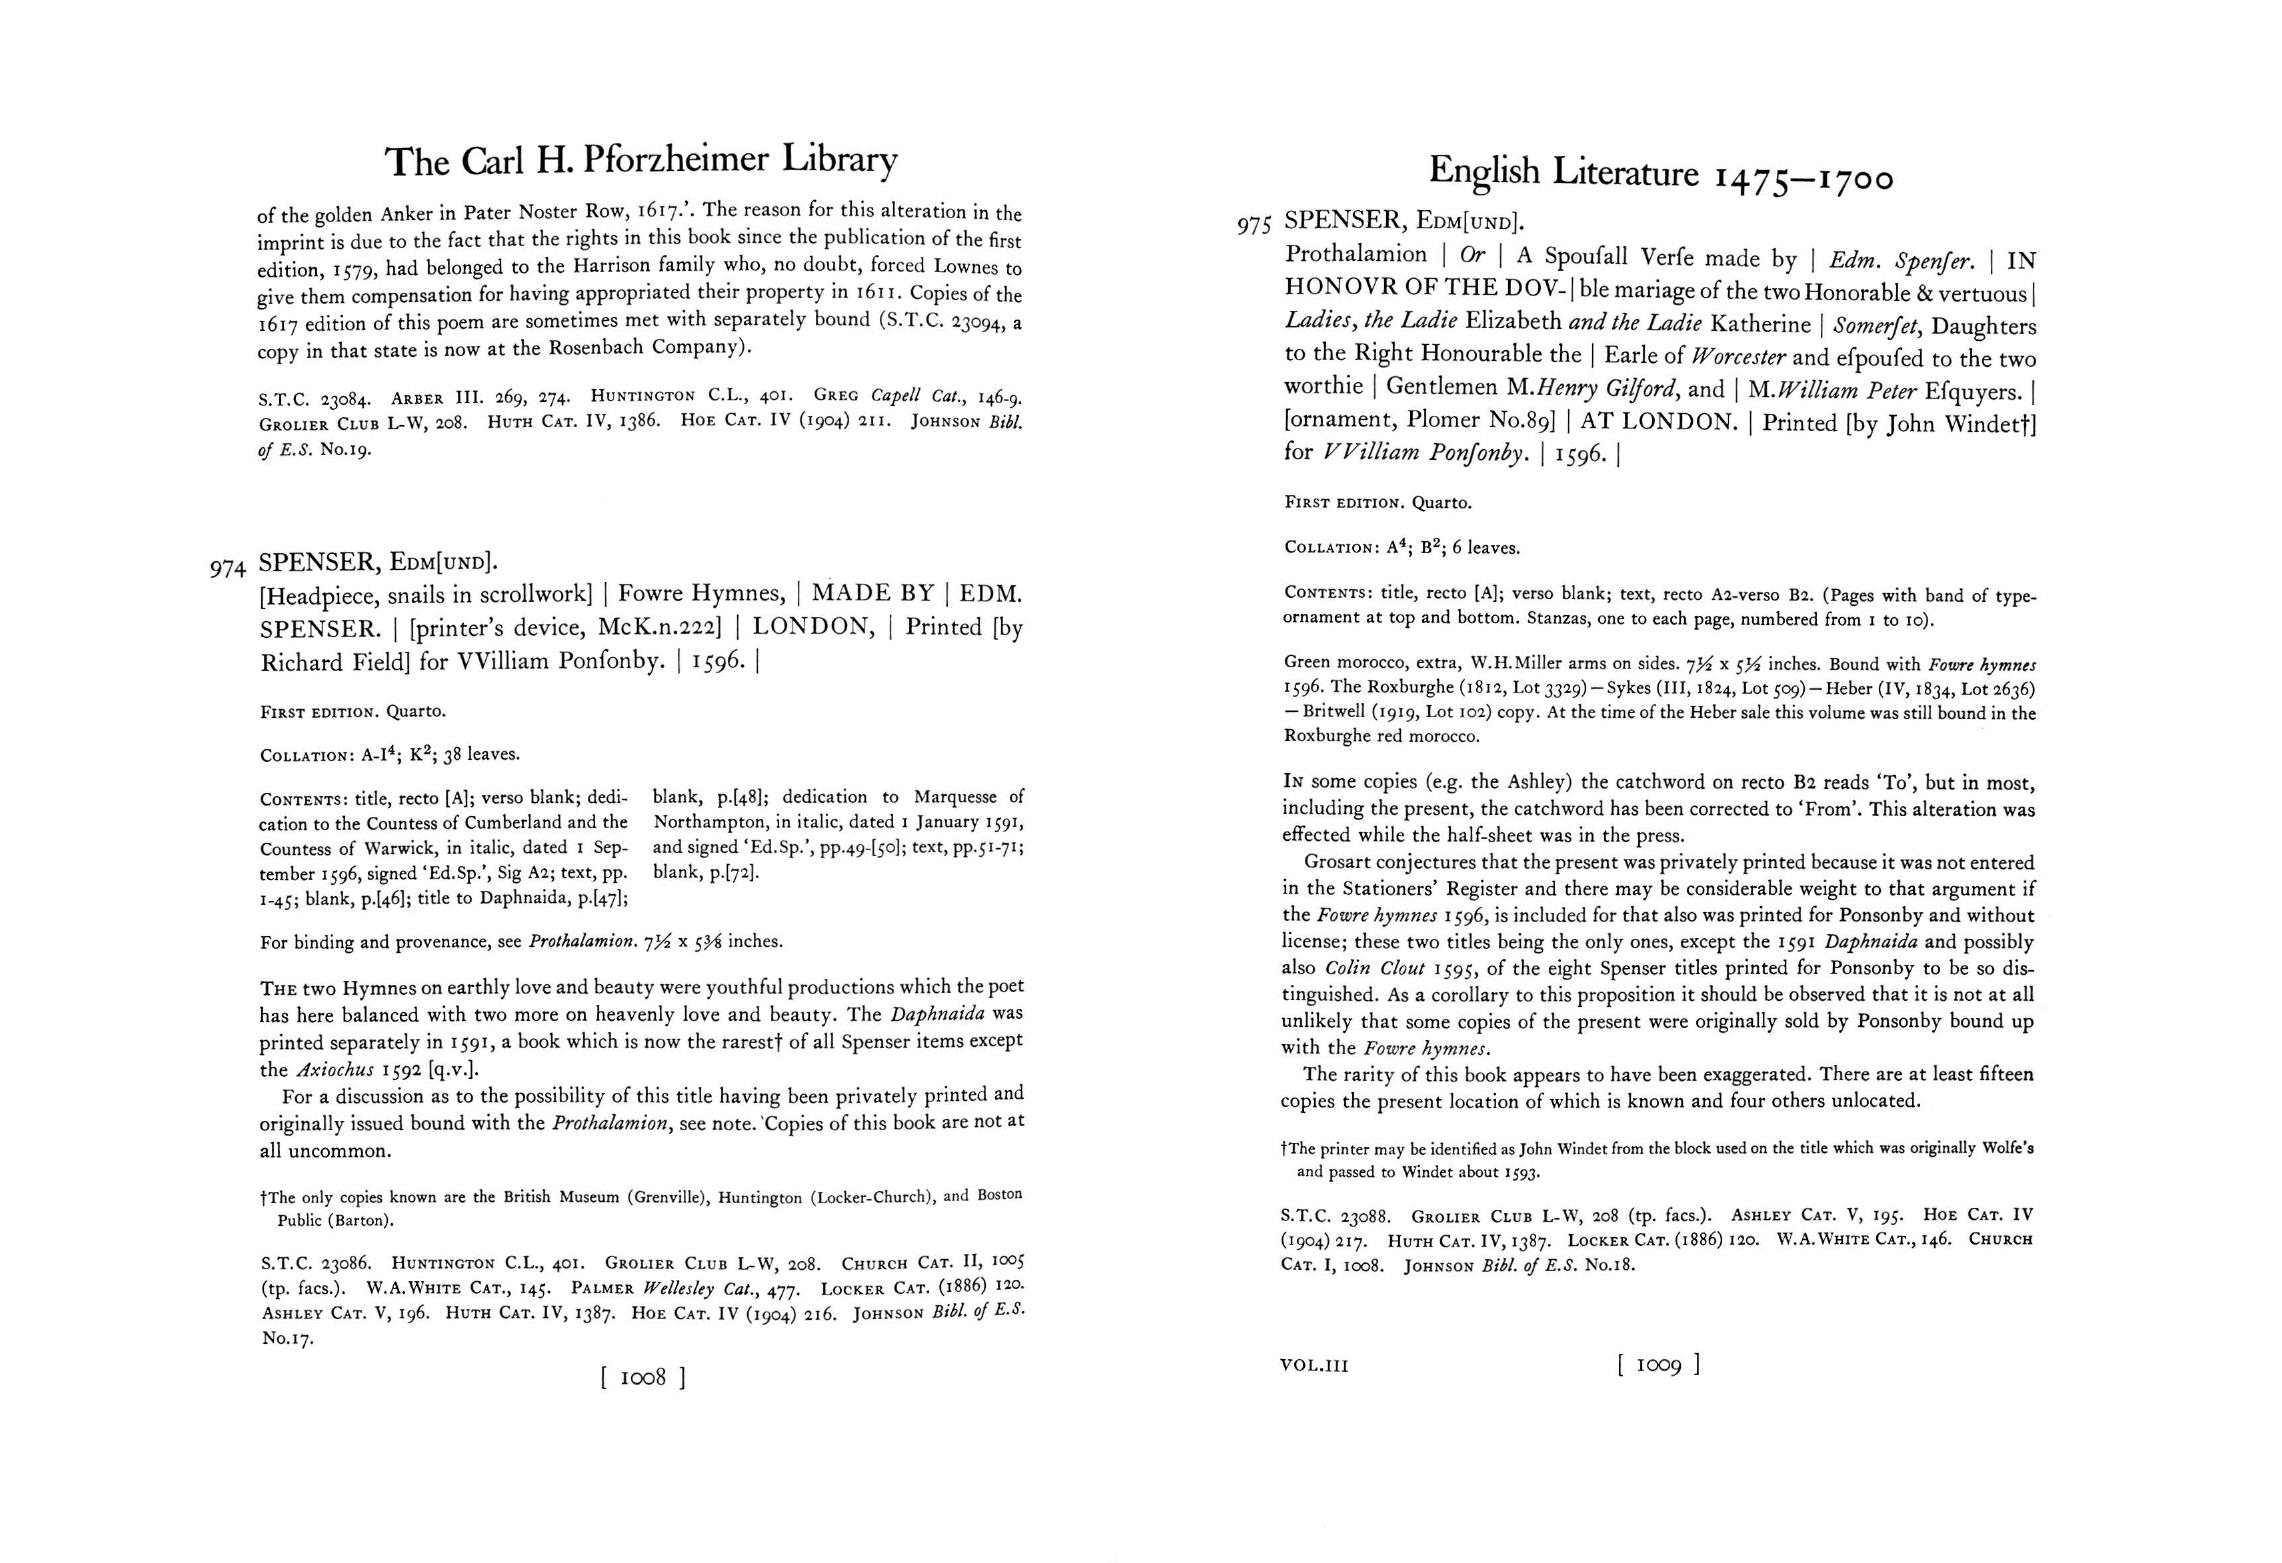 The Carl H. Pforzheimer Library
of the golden Anker in Pater Noster Row, 1617.'. The reason for this alteration in the
imprint is due to the fact that the rights in this book since the publication of the first
edition, 1579, had belonged to the Harrison family who, no doubt, forced Lownes to
give them compensation for having appropriated their property in 1611. Copies of the
1617 edition of this poem are sometimes met with separately bound (S.T.C. 23094, a
copy in that state is now at the Rosenbach Company).
S.T.C. 23084. ARBER III. 269, 274. HUNTINGTON C.L., 401. GREG Capell Cat., 146-9.
GROLIER CLUB L-W, 208. HUTH CAT. IV, 1386. HOE CAT. IV (1904) 211. JOHNSON Bibl.
of E.S. No.19.
974 SPENSER, EDM[UND].
[Headpiece, snails in scrollwork] | Fowre Hymnes, | MADE BY | EDM.
SPENSER. | [printer's device, McK.n.222] | LONDON, | Printed [by
Richard Field] for VVilliam Ponſonby. | 1596. |
FIRST EDITION. Quarto.
COLLATION: A-I⁴; K²; 38 leaves.
CONTENTS: title, recto [A]; verso blank; dedi-
cation to the Countess of Cumberland and the
Countess of Warwick, in italic, dated 1 Sep-
tember 1596, signed 'Ed.Sp.', Sig A2; text, pp.
1-45; blank, p.[46]; title to Daphnaida, p.[47];
blank, p.[48]; dedication to Marquesse of
Northampton, in italic, dated 1 January 1591,
and signed 'Ed.Sp.', pp.49-[50]; text, pp.51-71;
blank, p.[72].
For binding and provenance, see Prothalamion. 7½ x 5⅜ inches.
THE two Hymnes on earthly love and beauty were youthful productions which the poet
has here balanced with two more on heavenly love and beauty. The Daphnaida was
printed separately in 1591, a book which is now the rarest† of all Spenser items except
the Axiochus 1592 [q.v.].
For a discussion as to the possibility of this title having been privately printed and
originally issued bound with the Prothalamion, see note. Copies of this book are not at
all uncommon.
†The only copies known are the British Museum (Grenville), Huntington (Locker-Church), and Boston
Public (Barton).
S.T.C. 23086. HUNTINGTON C.L., 401. GROLIER CLUB L-W, 208. CHURCH CAT. II, 1005
(tp. facs.). W.A.WHITE CAT., 145. PALMER Wellesley Cat., 477. LOCKER CAT. (1886) 120.
ASHLEY CAT. V, 196. HUTH CAT. IV, 1387. HOE CAT. IV (1904) 216. JOHNSON Bibl. of E.S.
No.17.
[ 1008 ]
English Literature 1475—1700
975 SPENSER, EDM[UND].
Prothalamion | Or | A Spouſall Verſe made by | Edm. Spenſer. | IN
HONOVR OF THE DOV- | ble mariage of the two Honorable & vertuous |
Ladies, the Ladie Elizabeth and the Ladie Katherine | Somerſet, Daughters
to the Right Honourable the | Earle of Worcester and eſpouſed to the two
worthie | Gentlemen M.Henry Gilford, and | M.William Peter Eſquyers. |
[ornament, Plomer No.89] | AT LONDON. | Printed [by John Windet†]
for VVilliam Ponſonby. | 1596. |
FIRST EDITION. Quarto.
COLLATION: A⁴; B²; 6 leaves.
CONTENTS: title, recto [A]; verso blank; text, recto A2-verso B2. (Pages with band of type-
ornament at top and bottom. Stanzas, one to each page, numbered from 1 to 10).
Green morocco, extra, W.H.Miller arms on sides. 7½ x 5½ inches. Bound with Fowre hymnes
1596. The Roxburghe (1812, Lot 3329) — Sykes (III, 1824, Lot 509) — Heber (IV, 1834, Lot 2636)
— Britwell (1919, Lot 102) copy. At the time of the Heber sale this volume was still bound in the
Roxburghe red morocco.
IN some copies (e.g. the Ashley) the catchword on recto B2 reads 'To', but in most,
including the present, the catchword has been corrected to 'From'. This alteration was
effected while the half-sheet was in the press.
Grosart conjectures that the present was privately printed because it was not entered
in the Stationers' Register and there may be considerable weight to that argument if
the Fowre hymnes 1596, is included for that also was printed for Ponsonby and without
license; these two titles being the only ones, except the 1591 Daphnaida and possibly
also Colin Clout 1595, of the eight Spenser titles printed for Ponsonby to be so dis-
tinguished. As a corollary to this proposition it should be observed that it is not at all
unlikely that some copies of the present were originally sold by Ponsonby bound up
with the Fowre hymnes.
The rarity of this book appears to have been exaggerated. There are at least fifteen
copies the present location of which is known and four others unlocated.
†The printer may be identified as John Windet from the block used on the title which was originally Wolfe's
and passed to Windet about 1593.
S.T.C. 23088. GROLIER CLUB L-W, 208 (tp. facs.). ASHLEY CAT. V, 195. HOE CAT. IV
(1904) 217. HUTH CAT. IV, 1387. LOCKER CAT. (1886) 120. W.A.WHITE CAT., 146. CHURCH
CAT. I, 1008. JOHNSON Bibl. of E.S. No.18.
VOL.III [ 1009 ]